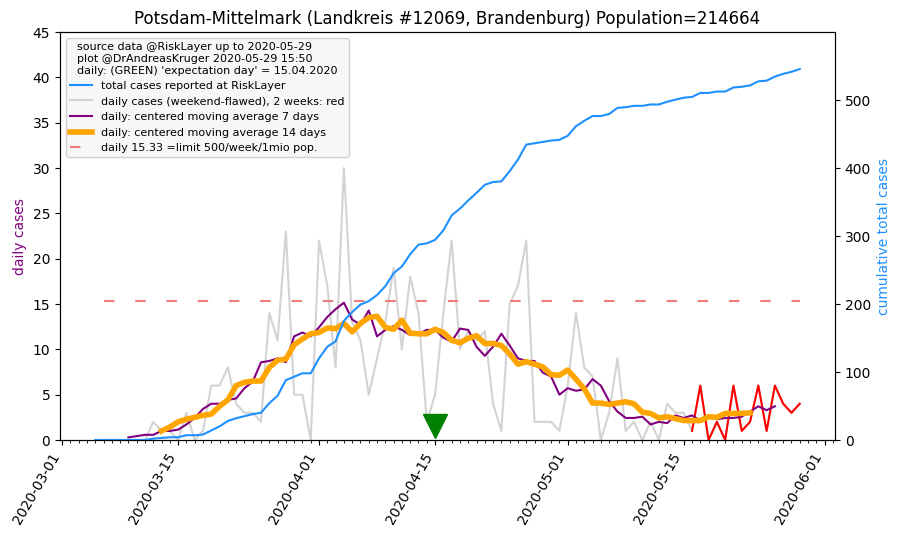 Potsdam-Mittelmark (Landkreis #12069, Brandenburg) Population=214664
source data @RiskLayer up to 2020-05-29
plot @DrAndreasKruger 2020-05-29 15:50
daily: (GREEN) 'expectation day' = 15.04.2020
total cases reported at RiskLayer
daily cases (weekend-flawed), 2 weeks: red
daily: centered moving average 7 days
daily: centered moving average 14 days
daily 15.33 =limit 500/week/1mio pop.
daily cases
45
40
35
30
25
20
15
10
5
0
500
400
300
200
100
0
cumulative total cases
2020-03-01
2020-03-15
2020-04-01
2020-04-15
2020-05-01
2020-05-15
2020-06-01